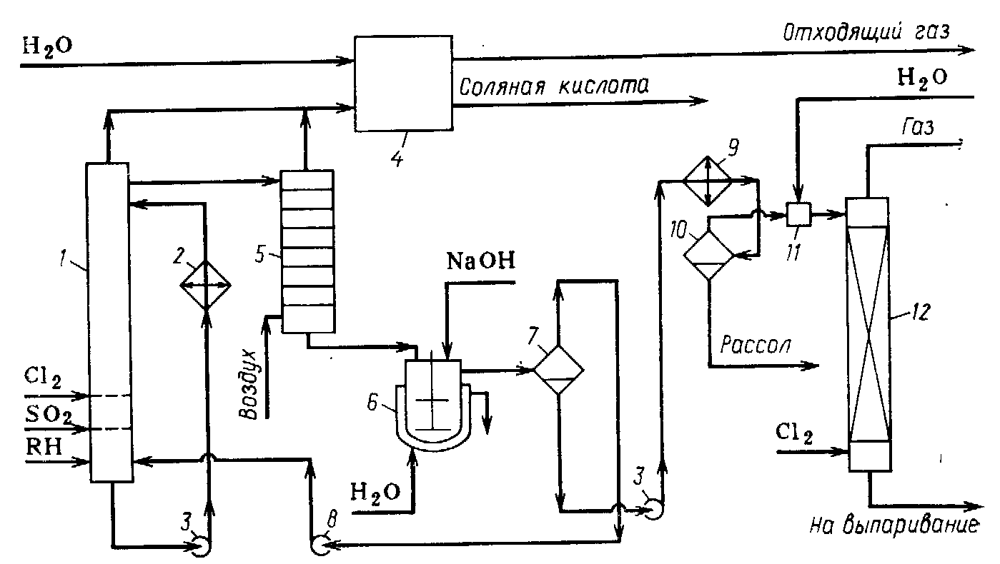 H₂O
Отходящий газ
Соляная кислота
H₂O
4
Газ
9
1
2
5
10
11
NaOH
12
7
Рассол
Воздух
Cl₂
SO₂
RH
6
Cl₂
H₂O
3
3
8
На выпаривание